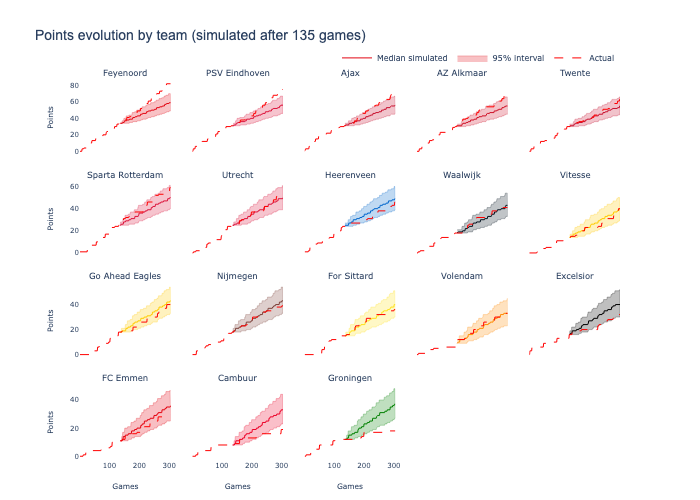 Points evolution by team (simulated after 135 games)
Median simulated 95% interval Actual
Feyenoord PSV Eindhoven Ajax AZ Alkmaar Twente
80
60
40
20
0
Points
Sparta Rotterdam Utrecht Heerenveen Waalwijk Vitesse
60
40
20
0
Points
Go Ahead Eagles Nijmegen For Sittard Volendam Excelsior
40
20
0
Points
FC Emmen Cambuur Groningen
40
20
0
Points
100 200 300 100 200 300 100 200 300
Games Games Games